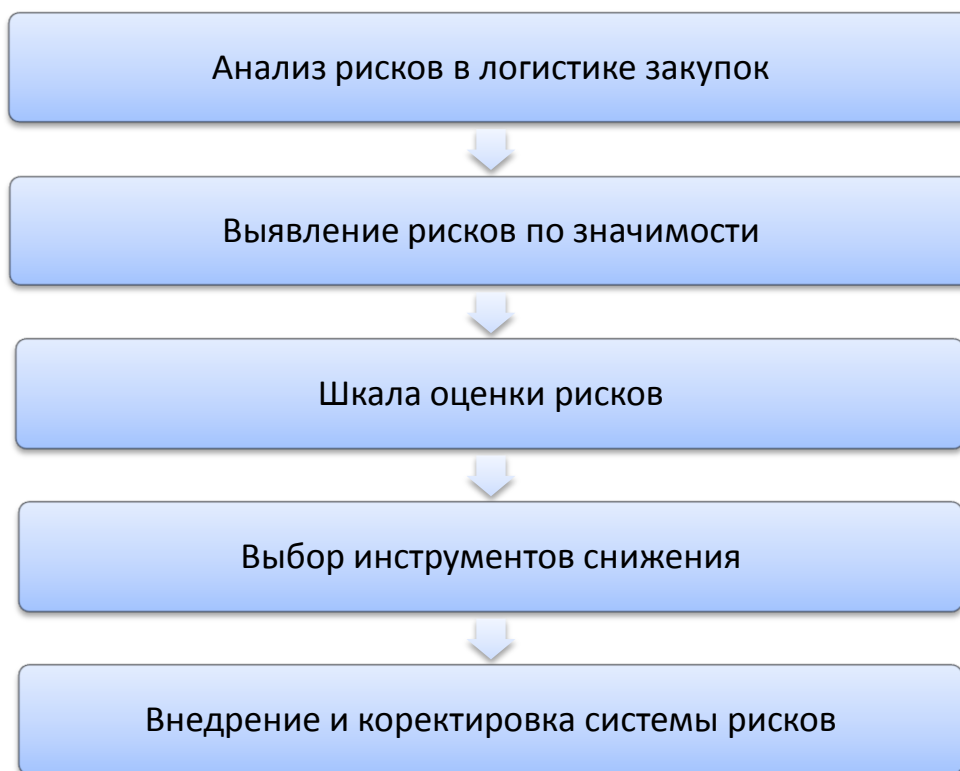 Анализ рисков в логистике закупок
Выявление рисков по значимости
Шкала оценки рисков
Выбор инструментов снижения
Внедрение и коректировка системы рисков